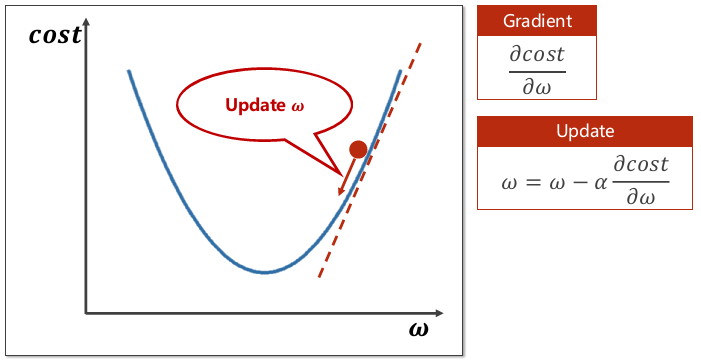 cost
Update ω
ω
Gradient
∂cost
∂ω
Update
ω = ω − α ∂cost
∂ω